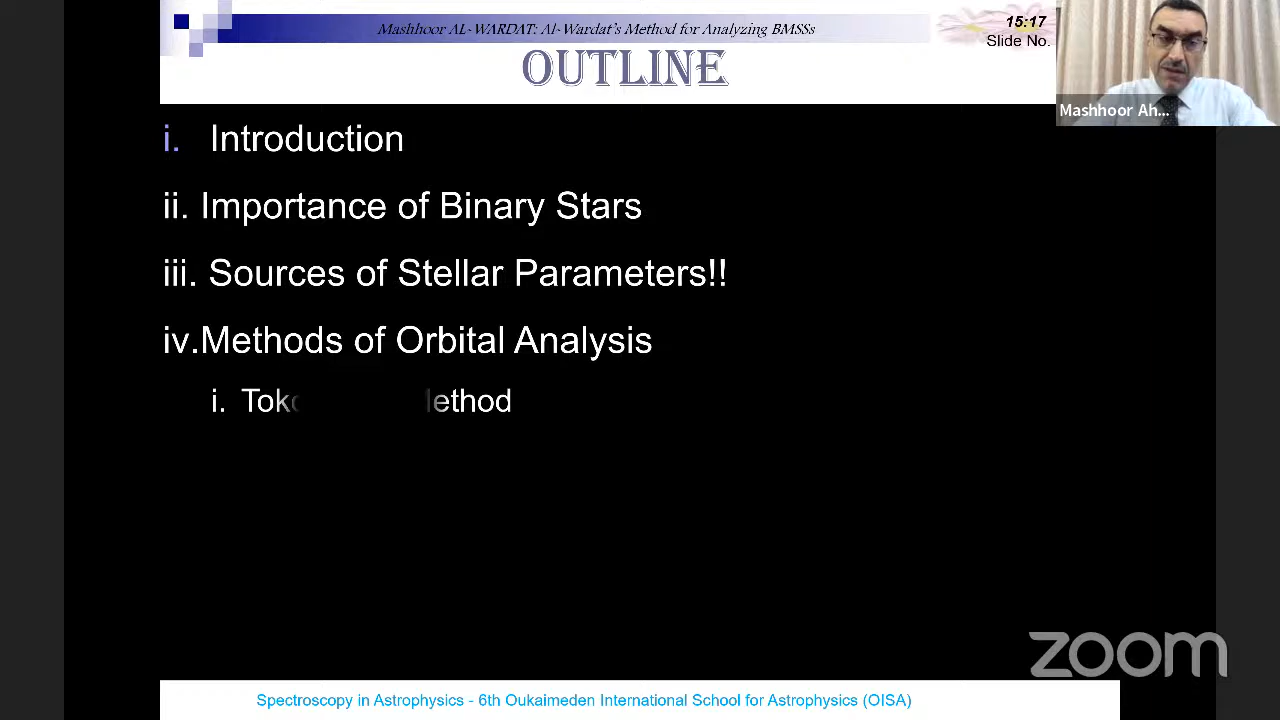 Mashhoor AL-WARDAT: Al-Wardat's Method for Analyzing BMSSs
15:17
Slide No.
OUTLINE
Mashhoor Ah...
i. Introduction
ii. Importance of Binary Stars
iii. Sources of Stellar Parameters!!
iv.Methods of Orbital Analysis
i.
zoom
Spectroscopy in Astrophysics - 6th Oukaimeden International School for Astrophysics (OISA)